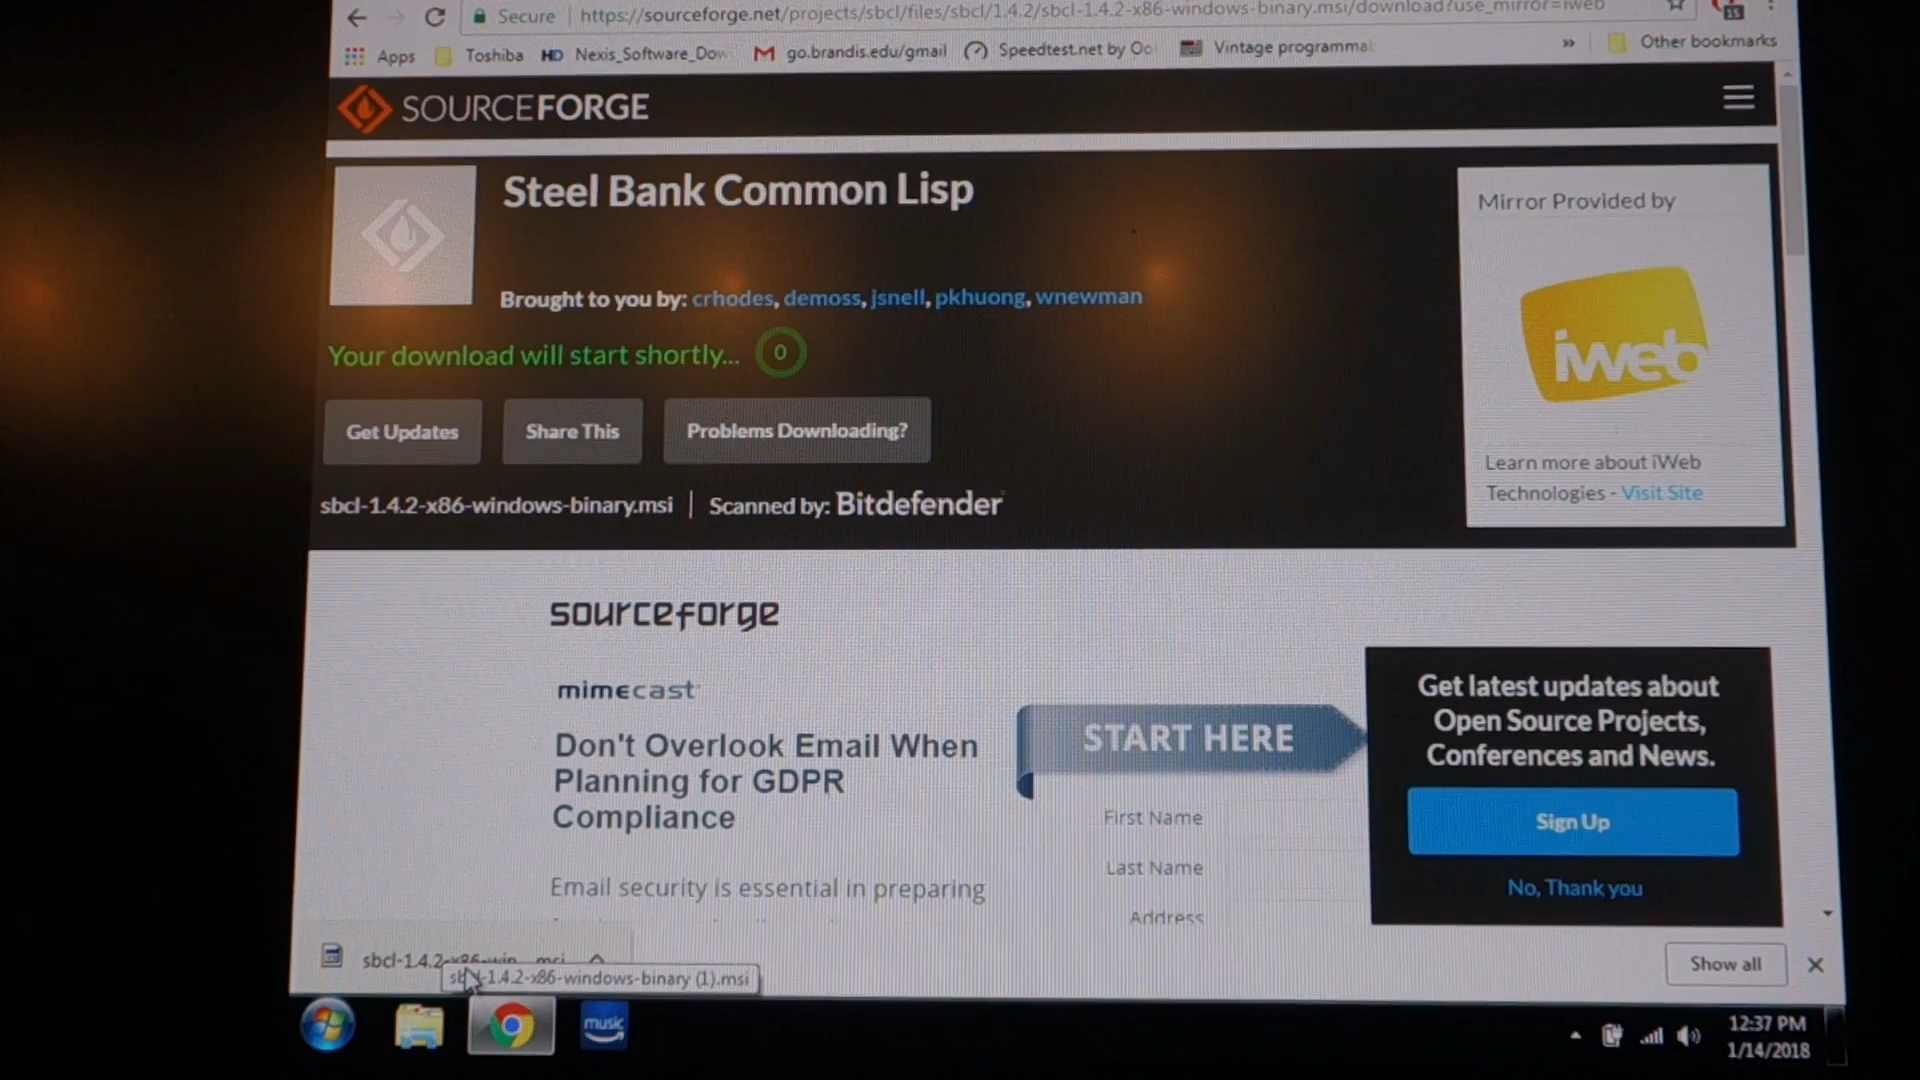 Secure | https://sourceforge.net/projects/sbcl/files/sbcl/1.4.2/sbcl-1.4.2-x86-windows-binary.msi/download?use_mirror=iweb
15
Apps Toshiba HD Nexis_Software_Dow go.brandis.edu/gmail Speedtest.net by Oo Vintage programma » Other bookmarks
SOURCEFORGE
Steel Bank Common Lisp
Mirror Provided by
iweb
Brought to you by: crhodes, demoss, jsnell, pkhuong, wnewman
Your download will start shortly... 0
Get Updates Share This Problems Downloading?
Learn more about iWeb
Technologies - Visit Site
sbcl-1.4.2-x86-windows-binary.msi | Scanned by: Bitdefender
sourceforge
mimecast
Don't Overlook Email When
Planning for GDPR
Compliance
Email security is essential in preparing
START HERE
First Name
Last Name
Address
Get latest updates about
Open Source Projects,
Conferences and News.
Sign Up
No, Thank you
sbcl-1.4.2-x86-win....msi
sbcl-1.4.2-x86-windows-binary (1).msi
Show all
music
12:37 PM
1/14/2018